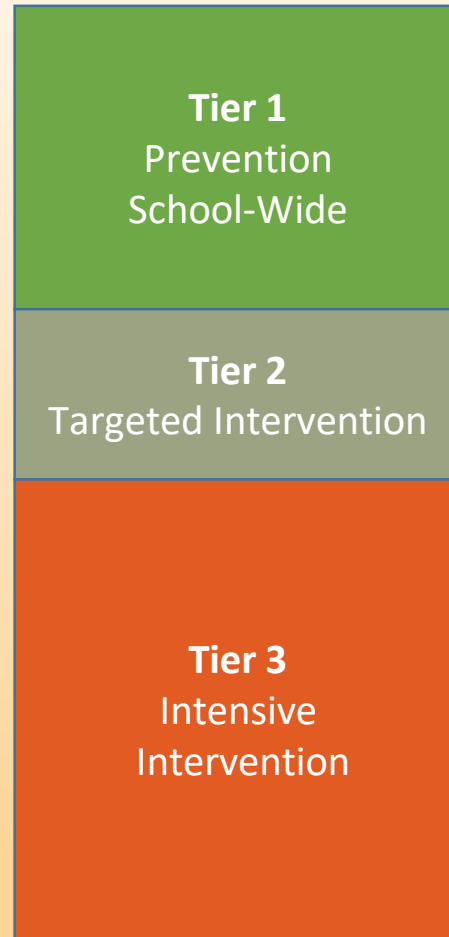 Tier 1
Prevention
School-Wide
Tier 2
Targeted Intervention
Tier 3
Intensive
Intervention